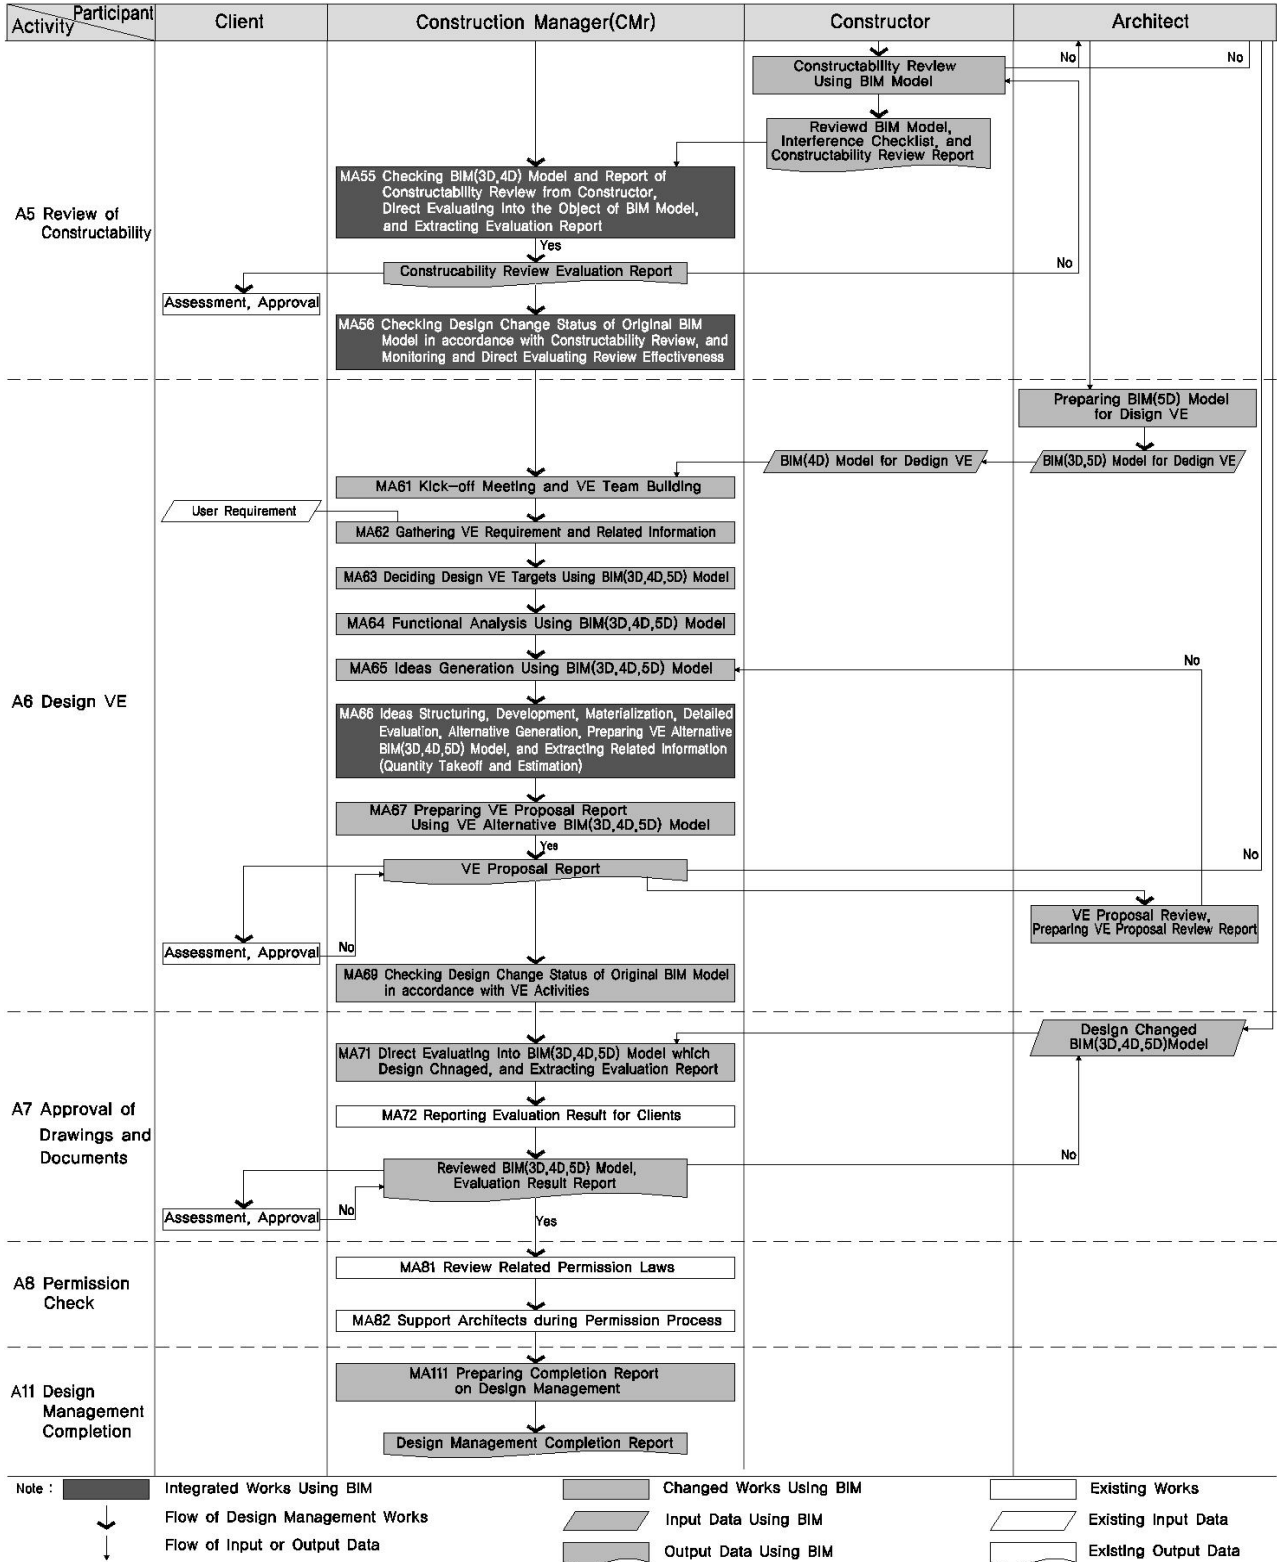 Participant
Activity
Client
Construction Manager(CMr)
Constructor
Architect
Constructability Review
Using BIM Model
No
No
Reviewd BIM Model,
Interference Checklist, and
Constructability Review Report
A5 Review of
Constructability
MA55 Checking BIM(3D,4D) Model and Report of
Constructability Review from Constructor,
Direct Evaluating Into the Object of BIM Model,
and Extracting Evaluation Report
Yes
No
Construcability Review Evaluation Report
Assessment, Approval
MA56 Checking Design Change Status of Original BIM
Model in accordance with Constructability Review, and
Monitoring and Direct Evaluating Review Effectiveness
Preparing BIM(5D) Model
for Disign VE
BIM(4D) Model for Dedign VE
BIM(3D,5D) Model for Dedign VE
A6 Design VE
MA61 Kick-off Meeting and VE Team Building
User Requirement
MA62 Gathering VE Requirement and Related Information
MA63 Deciding Design VE Targets Using BIM(3D,4D,5D) Model
MA64 Functional Analysis Using BIM(3D,4D,5D) Model
MA65 Ideas Generation Using BIM(3D,4D,5D) Model
No
MA66 Ideas Structuring, Development, Materialization, Detailed
Evaluation, Alternative Generation, Preparing VE Alternative
BIM(3D,4D,5D) Model, and Extracting Related Information
(Quantity Takeoff and Estimation)
MA67 Preparing VE Proposal Report
Using VE Alternative BIM(3D,4D,5D) Model
Yes
No
VE Proposal Report
VE Proposal Review,
Preparing VE Proposal Review Report
Assessment, Approval
No
MA69 Checking Design Change Status of Original BIM Model
in accordance with VE Activities
Design Changed
BIM(3D,4D,5D)Model
A7 Approval of
Drawings and
Documents
MA71 Direct Evaluating Into BIM(3D,4D,5D) Model which
Design Chnaged, and Extracting Evaluation Report
MA72 Reporting Evaluation Result for Clients
No
Reviewed BIM(3D,4D,5D) Model,
Evaluation Result Report
Assessment, Approval
No
Yes
A8 Permission
Check
MA81 Review Related Permission Laws
MA82 Support Architects during Permission Process
A11 Design
Management
Completion
MA111 Preparing Completion Report
on Design Management
Design Management Completion Report
Note :
Integrated Works Using BIM
Changed Works Using BIM
Existing Works
Flow of Design Management Works
Input Data Using BIM
Existing Input Data
Flow of Input or Output Data
Output Data Using BIM
Existing Output Data